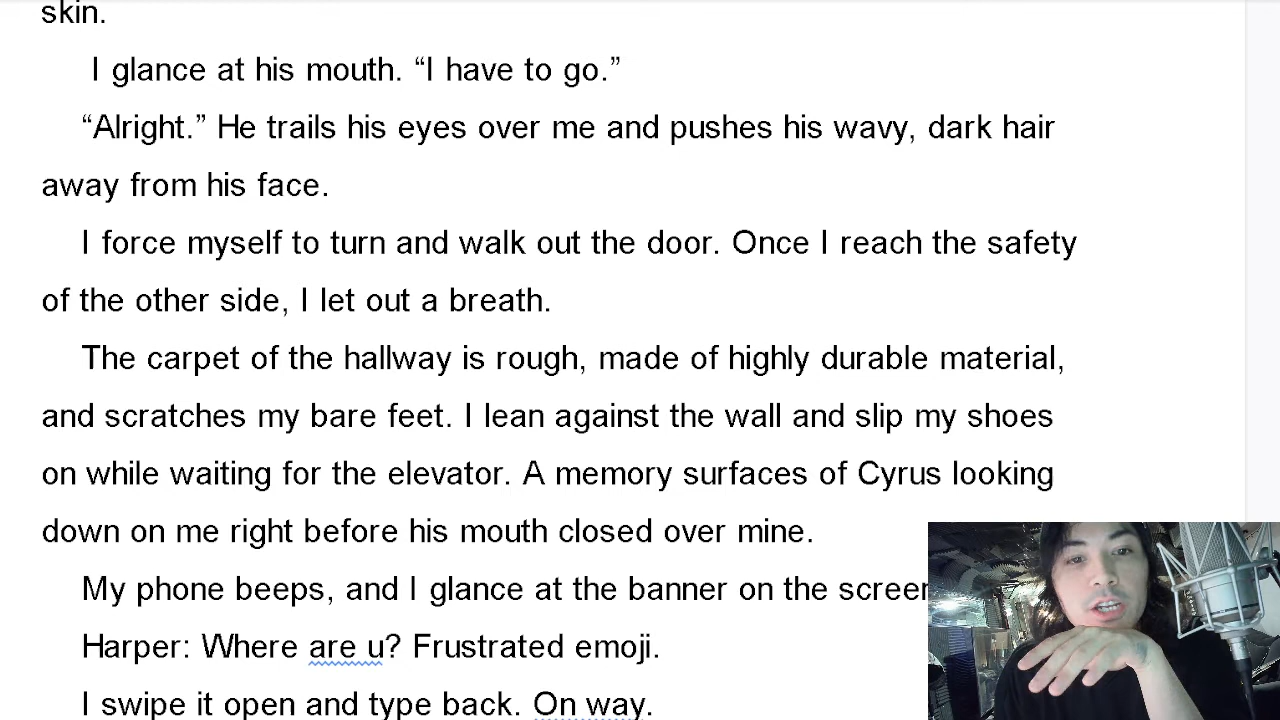 skin.
I glance at his mouth. “I have to go.”
“Alright.” He trails his eyes over me and pushes his wavy, dark hair
away from his face.
I force myself to turn and walk out the door. Once I reach the safety
of the other side, I let out a breath.
The carpet of the hallway is rough, made of highly durable material,
and scratches my bare feet. I lean against the wall and slip my shoes
on while waiting for the elevator. A memory surfaces of Cyrus looking
down on me right before his mouth closed over mine.
My phone beeps, and I glance at the banner on the screen
Harper: Where are u? Frustrated emoji.
I swipe it open and type back. On way.